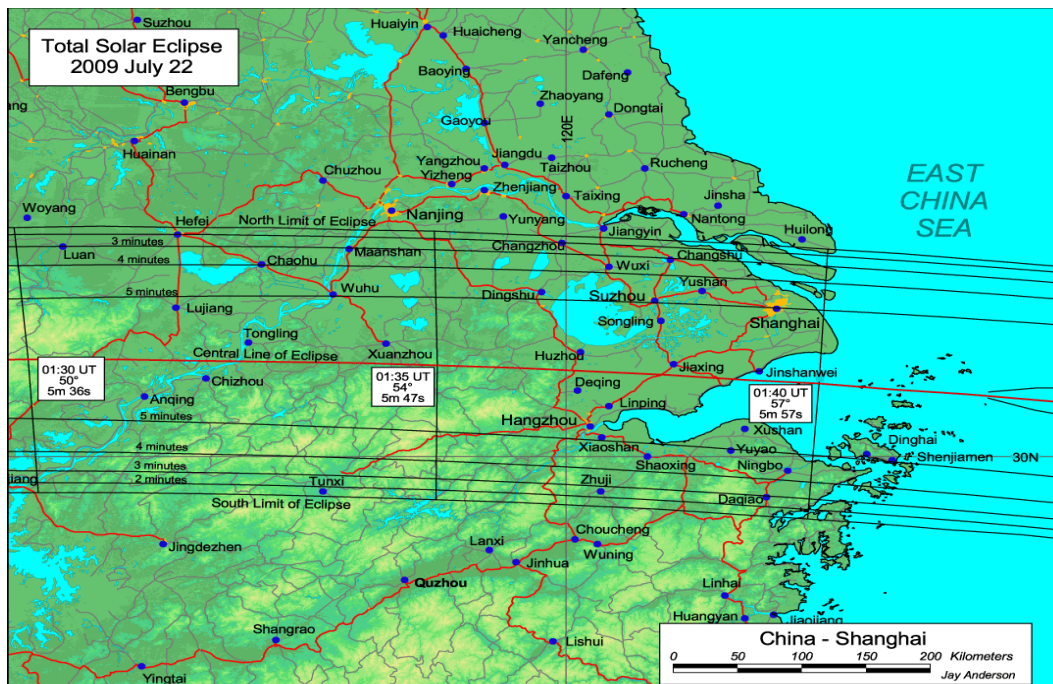 Total Solar Eclipse
2009 July 22
Suzhou
Huaiyin
Huaicheng
Yancheng
Baoying
Dafeng
ang
Bengbu
Zhaoyang
Dongtai
120E
Gaoyou
Huainan
Jiangdu
Yangzhou
Taizhou
Rucheng
Chuzhou
Yizheng
Zhenjiang
Taixing
Jinsha
EAST
CHINA
SEA
Woyang
Hefei
North Limit of Eclipse
Nanjing
Yunyang
Nantong
Jiangyin
Huilong
3 minutes
Luan
Maanshan
Changzhou
Changshu
4 minutes
Chaohu
Wuxi
5 minutes
Wuhu
Dingshu
Yushan
Suzhou
Lujiang
Songling
Shanghai
Tongling
Central Line of Eclipse
Xuanzhou
Huzhou
01:30 UT
50°
5m 36s
Chizhou
01:35 UT
54°
5m 47s
Jiaxing
Jinshanwei
Deqing
01:40 UT
57°
5m 57s
Anqing
Linping
5 minutes
Hangzhou
Xushan
4 minutes
Xiaoshan
Yuyao
Dinghai
3 minutes
Shaoxing
Ningbo
Shenjiamen
30N
2 minutes
jiang
Tunxi
Zhuji
South Limit of Eclipse
Daqiao
Jingdezhen
Lanxi
Choucheng
Wuning
Jinhua
Quzhou
Linhai
Huangyan
Jiaojiang
Shangrao
Lishui
Yingtai
China - Shanghai
0 50 100 150 200 Kilometers
Jay Anderson